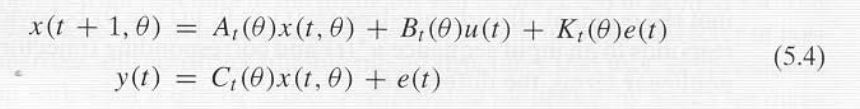 x(t + 1, θ) = A_t(θ)x(t, θ) + B_t(θ)u(t) + K_t(θ)e(t)
y(t) = C_t(θ)x(t, θ) + e(t)
(5.4)